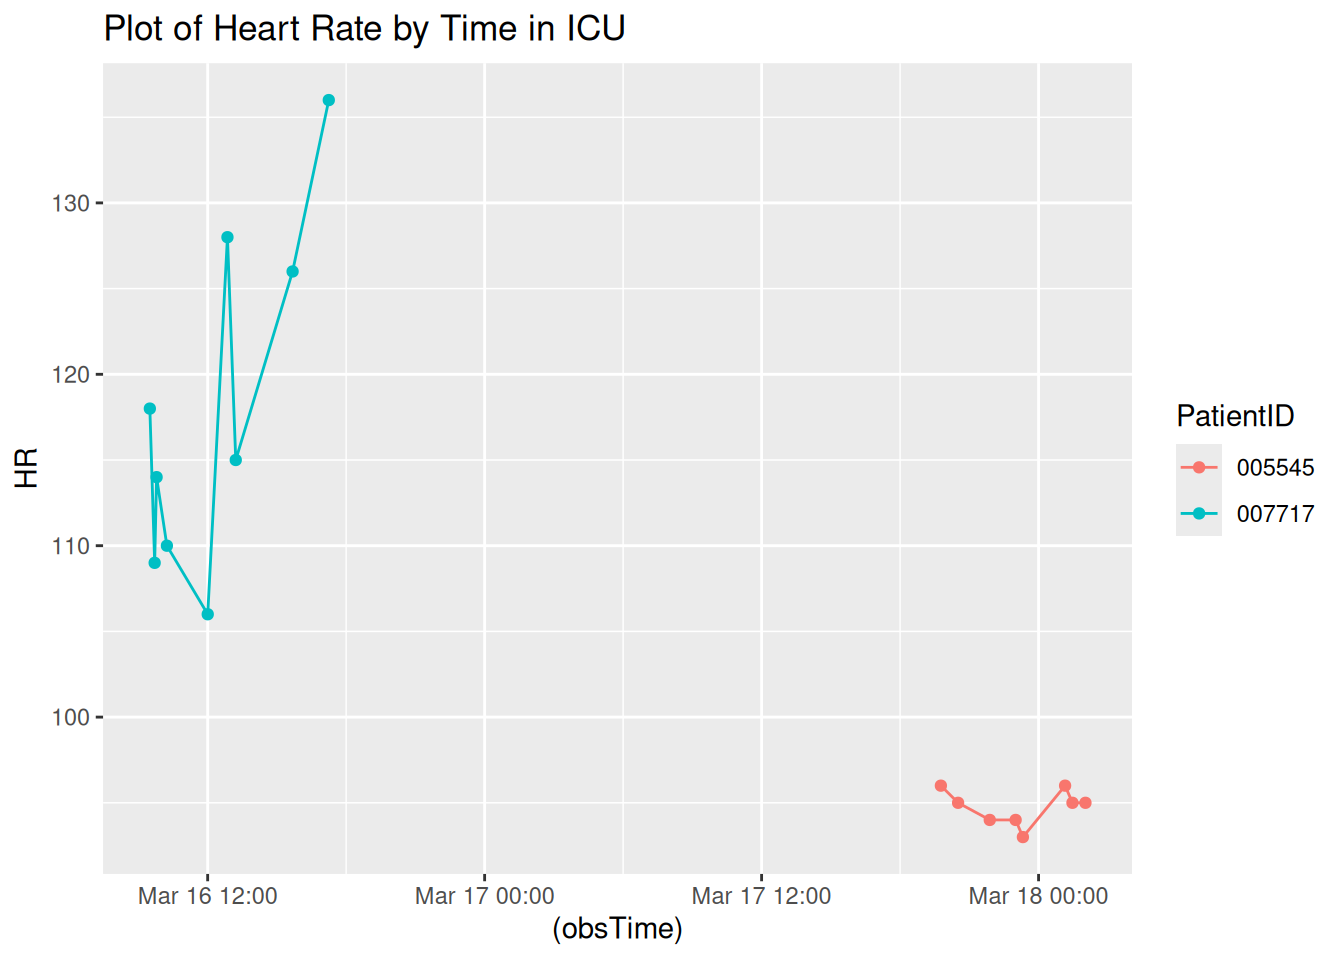 Plot of Heart Rate by Time in ICU
130
120
110
100
HR
Mar 16 12:00
Mar 17 00:00
Mar 17 12:00
Mar 18 00:00
(obsTime)
PatientID
005545
007717